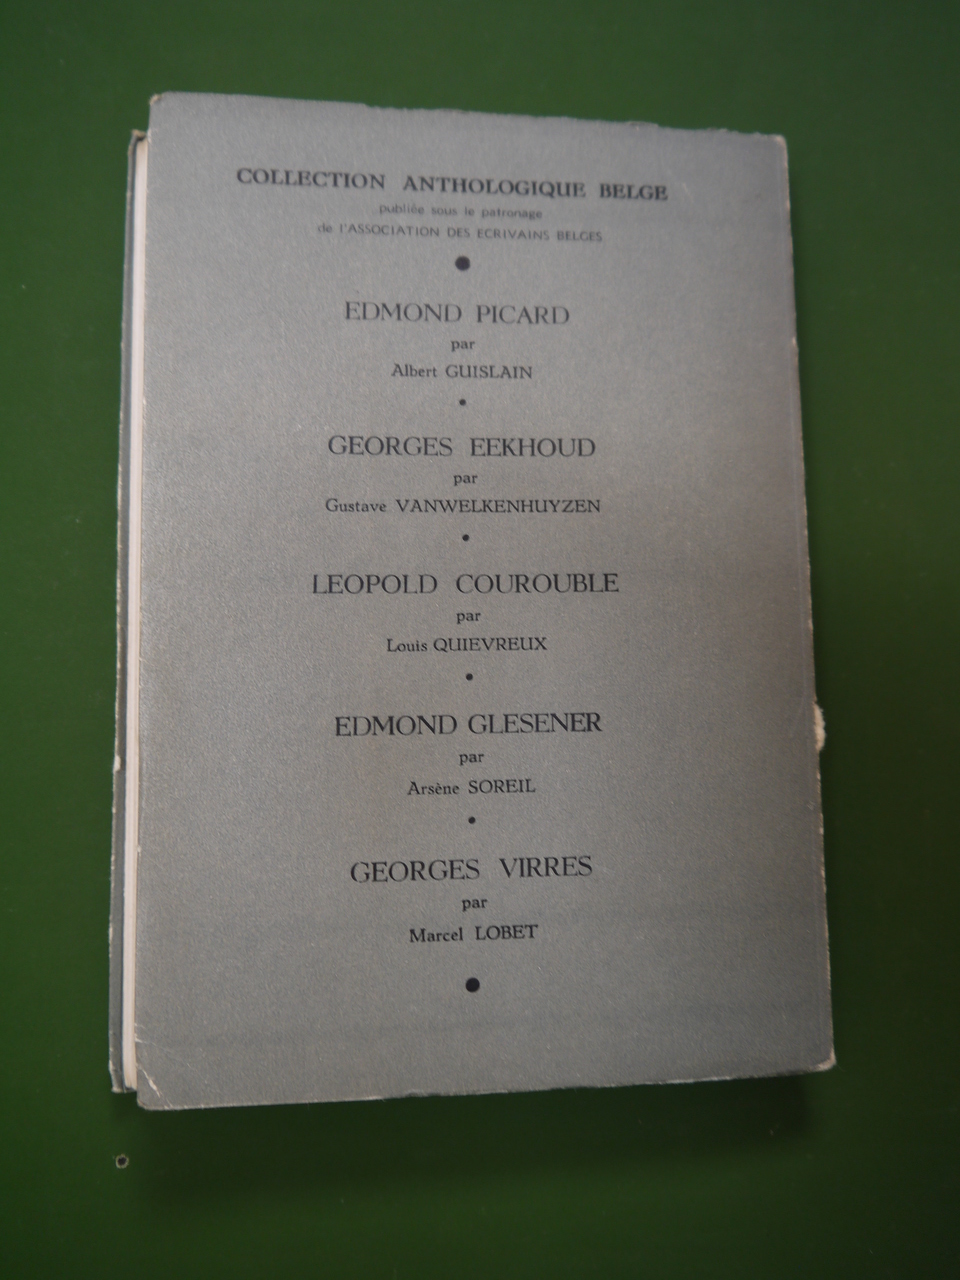 COLLECTION ANTHOLOGIQUE BELGE
publiée sous le patronage
de l'ASSOCIATION DES ECRIVAINS BELGES
EDMOND PICARD
par
Albert GUISLAIN
GEORGES EEKHOUD
par
Gustave VANWELKENHUYZEN
LEOPOLD COUROUBLE
par
Louis QUIEVREUX
EDMOND GLESENER
par
Arsène SOREIL
GEORGES VIRRES
par
Marcel LOBET